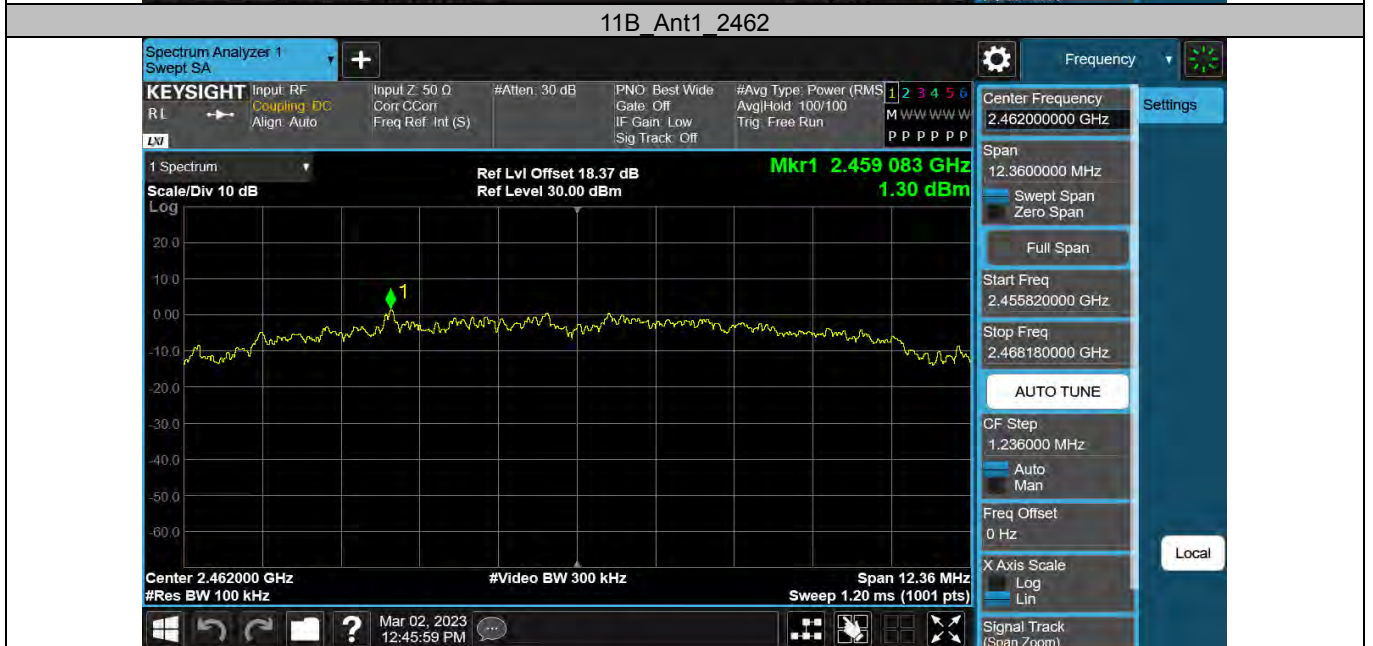 11B_Ant1_2462
Spectrum Analyzer 1
Swept SA
+
Frequency
KEYSIGHT
RL
LXI
Input: RF
Coupling: DC
Align: Auto
Input Z: 50 Ω
Corr CCorr
Freq Ref: Int (S)
#Atten: 30 dB
PNO: Best Wide
Gate: Off
IF Gain: Low
Sig Track: Off
#Avg Type: Power (RMS
Avg|Hold: 100/100
Trig: Free Run
1 2 3 4 5 6
M W W W W W
P P P P P P
Center Frequency
2.462000000 GHz
Settings
1 Spectrum
Scale/Div 10 dB
Log
Ref Lvl Offset 18.37 dB
Ref Level 30.00 dBm
Mkr1 2.459 083 GHz
1.30 dBm
Span
12.3600000 MHz
Swept Span
Zero Span
Full Span
Start Freq
2.455820000 GHz
Stop Freq
2.468180000 GHz
AUTO TUNE
CF Step
1.236000 MHz
Auto
Man
Freq Offset
0 Hz
X Axis Scale
Log
Lin
Signal Track
(Span Zoom)
Local
20.0
10.0
0.00
-10.0
-20.0
-30.0
-40.0
-50.0
-60.0
1
Center 2.462000 GHz
#Res BW 100 kHz
#Video BW 300 kHz
Span 12.36 MHz
Sweep 1.20 ms (1001 pts)
?
Mar 02, 2023
12:45:59 PM